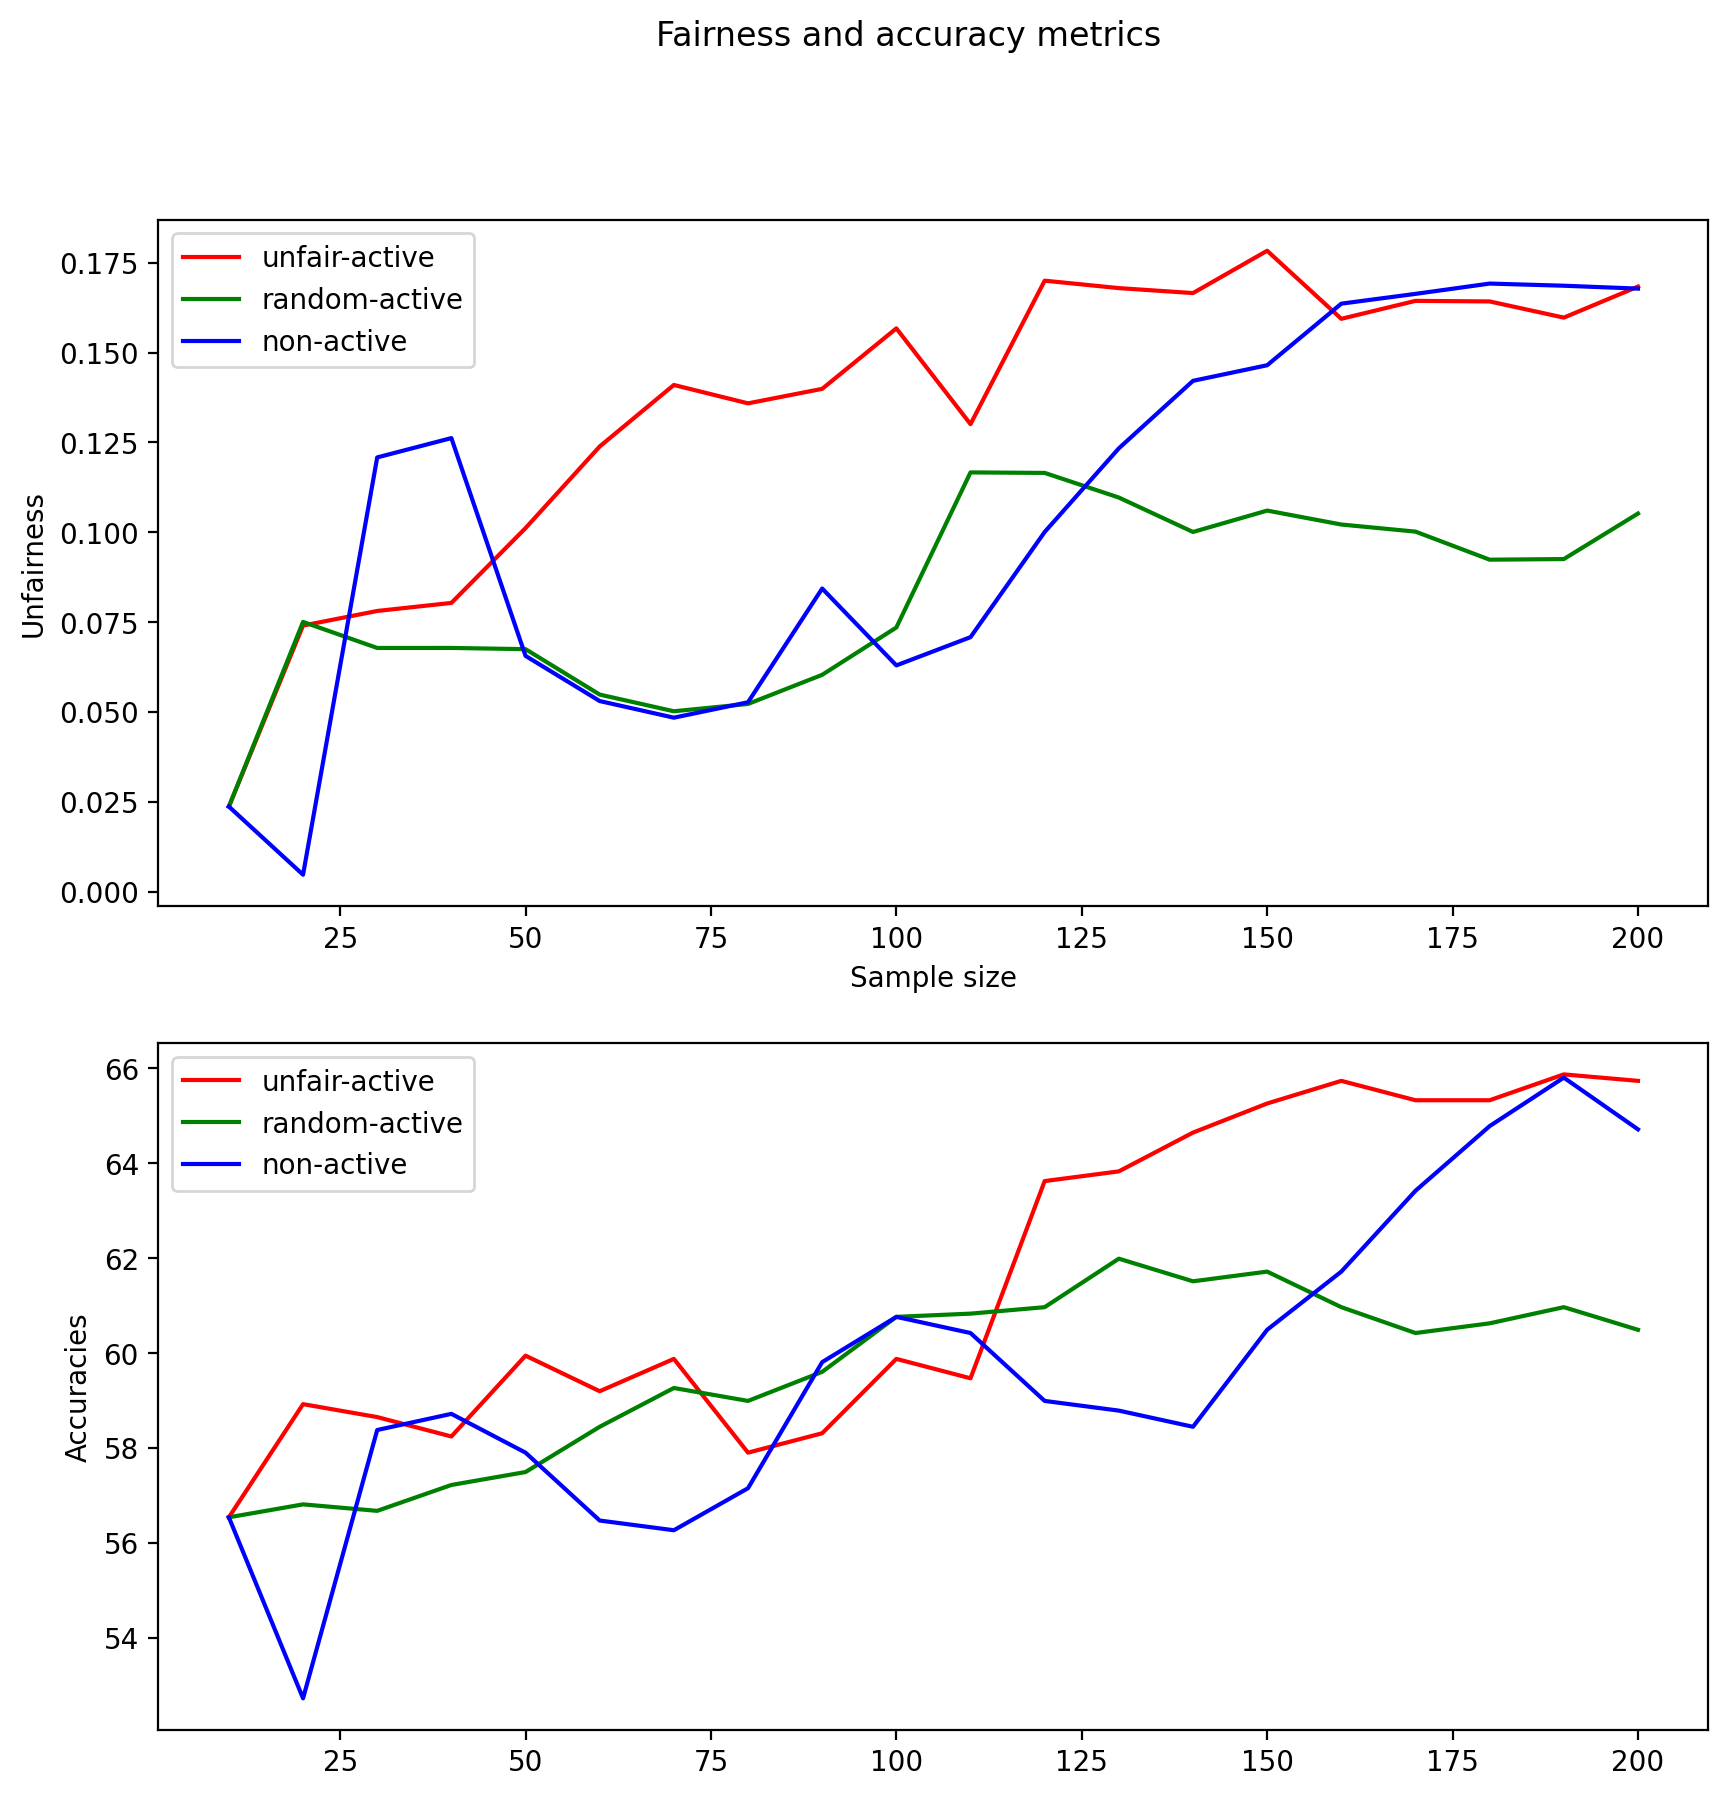 Fairness and accuracy metrics
unfair-active
random-active
non-active
0.175
0.150
0.125
0.100
0.075
0.050
0.025
0.000
Unfairness
25 50 75 100 125 150 175 200
Sample size
unfair-active
random-active
non-active
66
64
62
60
58
56
54
Accuracies
25 50 75 100 125 150 175 200